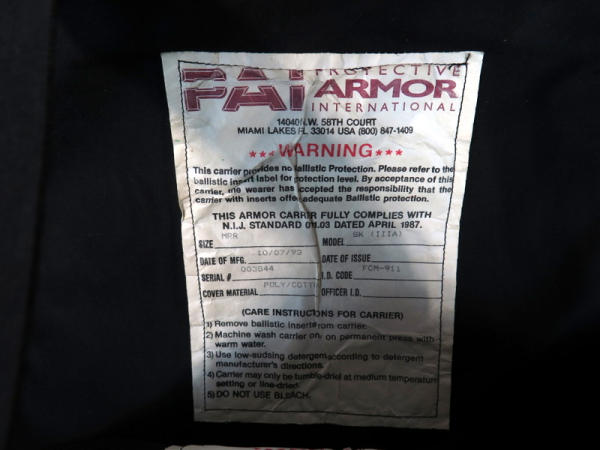 PAI PROTECTIVE
ARMOR
INTERNATIONAL
14040 N.W. 58TH COURT
MIAMI LAKES FL 33014 USA (800) 847-1409
★★★WARNING★★★
This carrier provides no ballistic Protection. Please refer to the
ballistic insert label for protection level. By acceptance of this
carrier, the wearer has accepted the responsibility that the
carrier with inserts offer adequate Ballistic protection.
THIS ARMOR CARRIER FULLY COMPLIES WITH
N.I.J. STANDARD 01.03 DATED APRIL 1987.
SIZE MPR MODEL SK (IIIA)
DATE OF MFG. 10/07/93 DATE OF ISSUE
SERIAL # 003844 I.D. CODE FCM-911
COVER MATERIAL POLY/COTTN OFFICER I.D.
(CARE INSTRUCTIONS FOR CARRIER)
1) Remove ballistic insert from carrier.
2) Machine wash carrier on permanent press with
warm water.
3) Use low-sudsing detergent according to detergent
manufacturer's directions.
4) Carrier may only be tumble-dried at medium temperature
setting or line-dried.
5) DO NOT USE BLEACH.